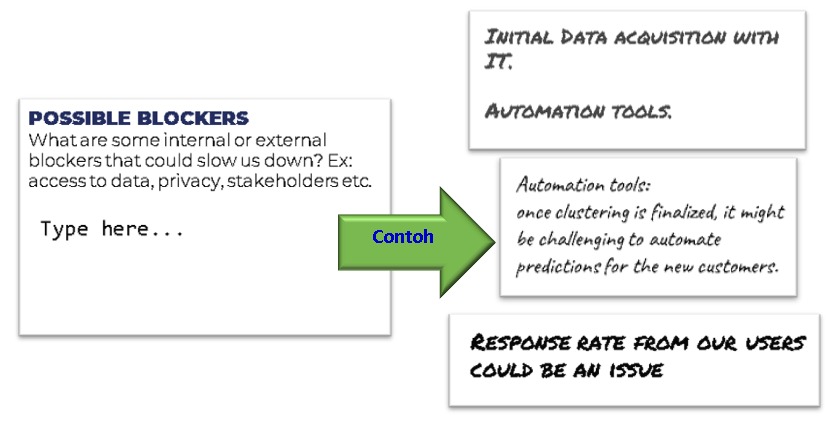 POSSIBLE BLOCKERS
What are some internal or external
blockers that could slow us down? Ex:
access to data, privacy, stakeholders etc.
Type here...
Contoh
INITIAL DATA ACQUISITION WITH
IT.
AUTOMATION TOOLS.
Automation tools:
once clustering is finalized, it might
be challenging to automate
predictions for the new customers.
RESPONSE RATE FROM OUR USERS
COULD BE AN ISSUE